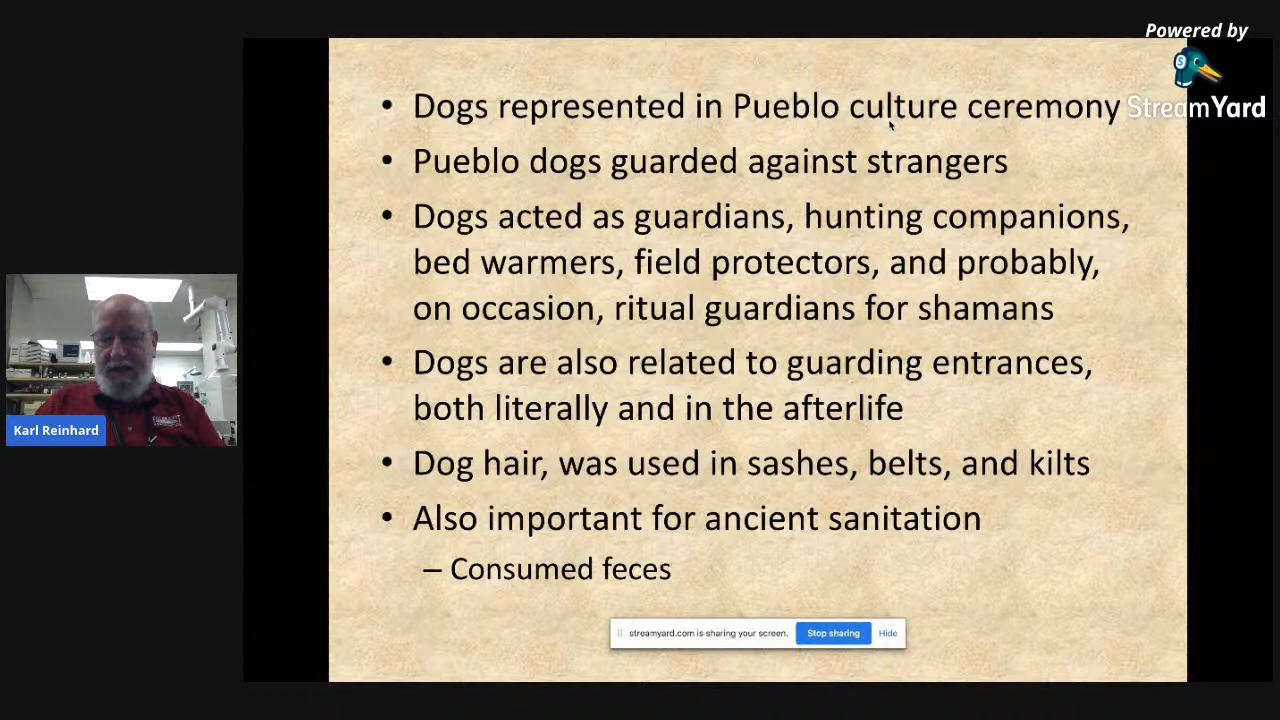 Powered by
StreamYard
• Dogs represented in Pueblo culture ceremony
• Pueblo dogs guarded against strangers
• Dogs acted as guardians, hunting companions,
bed warmers, field protectors, and probably,
on occasion, ritual guardians for shamans
• Dogs are also related to guarding entrances,
both literally and in the afterlife
• Dog hair, was used in sashes, belts, and kilts
• Also important for ancient sanitation
– Consumed feces
Karl Reinhard
streamyard.com is sharing your screen. Stop sharing Hide